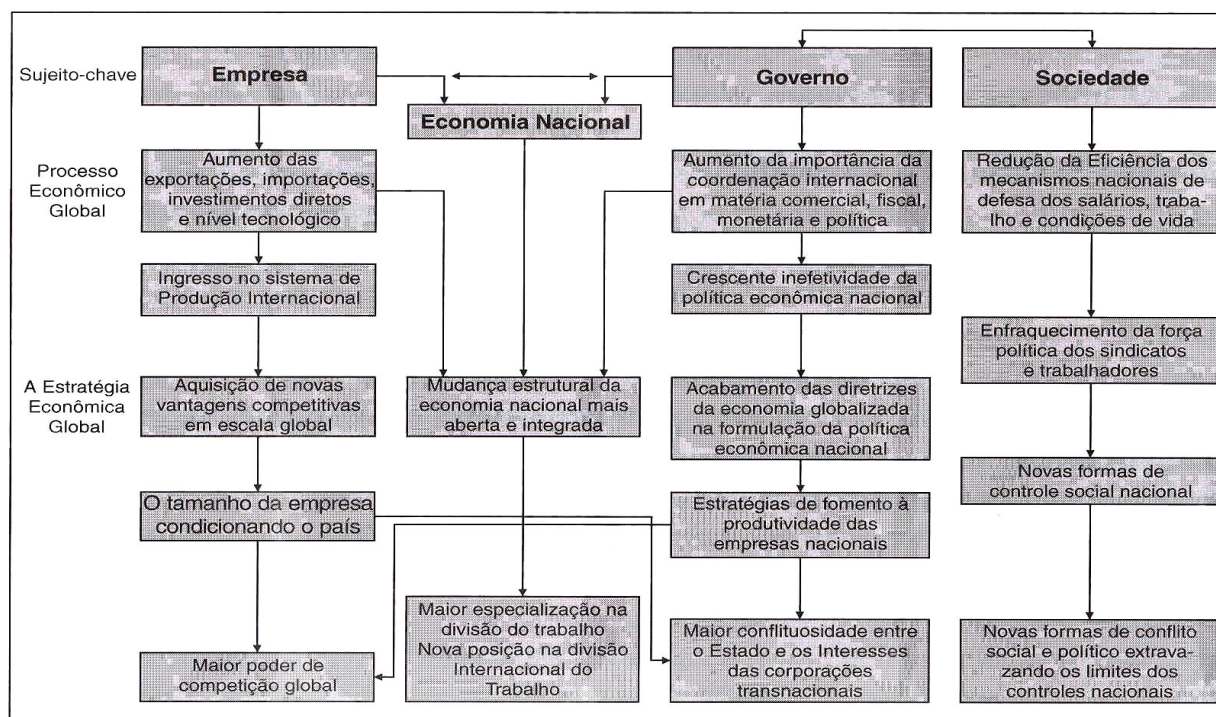 Sujeito-chave
Empresa
Governo
Sociedade
Economia Nacional
Processo
Econômico
Global
Aumento das
exportações, importações,
investimentos diretos
e nível tecnológico
Aumento da importância da
coordenação internacional
em matéria comercial, fiscal,
monetária e política
Redução da Eficiência dos
mecanismos nacionais de
defesa dos salários, traba-
lho e condições de vida
Ingresso no sistema de
Produção Internacional
Crescente inefetividade da
política econômica nacional
Enfraquecimento da força
política dos sindicatos
e trabalhadores
A Estratégia
Econômica
Global
Aquisição de novas
vantagens competitivas
em escala global
Mudança estrutural da
economia nacional mais
aberta e integrada
Acabamento das diretrizes
da economia globalizada
na formulação da política
econômica nacional
Novas formas de
controle social nacional
O tamanho da empresa
condicionando o país
Estratégias de fomento à
produtividade das
empresas nacionais
Maior poder de
competição global
Maior especialização na
divisão do trabalho
Nova posição na divisão
Internacional do
Trabalho
Maior conflituosidade entre
o Estado e os Interesses
das corporações
transnacionais
Novas formas de conflito
social e político extrava-
zando os limites dos
controles nacionais